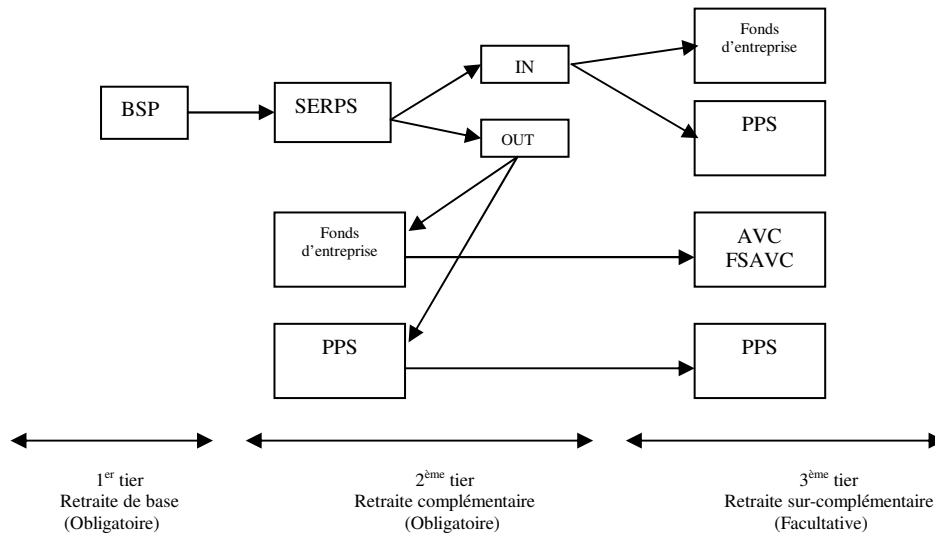 Fonds
d'entreprise
IN
BSP
SERPS
PPS
OUT
Fonds
d'entreprise
AVC
FSAVC
PPS
PPS
1er tier
Retraite de base
(Obligatoire)
2ème tier
Retraite complémentaire
(Obligatoire)
3ème tier
Retraite sur-complémentaire
(Facultative)